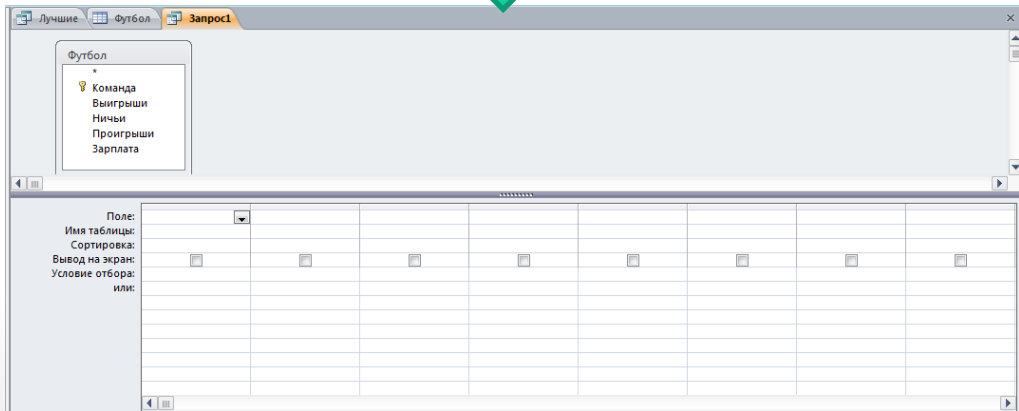 Лучшие Футбол Запрос1
Футбол
*
Команда
Выигрыши
Ничьи
Проигрыши
Зарплата
Поле:
Имя таблицы:
Сортировка:
Вывод на экран:
Условие отбора:
или: